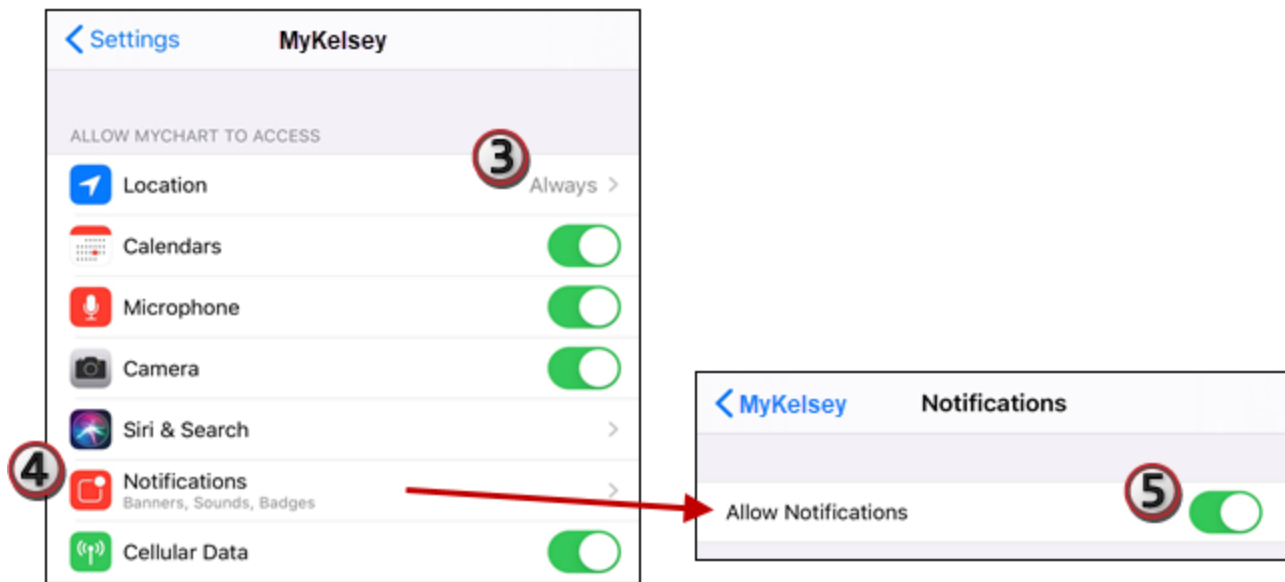 Settings
MyKelsey
ALLOW MYCHART TO ACCESS
3
Location
Always
Calendars
Microphone
Camera
Siri & Search
4
Notifications
Banners, Sounds, Badges
Cellular Data
MyKelsey
Notifications
Allow Notifications
5